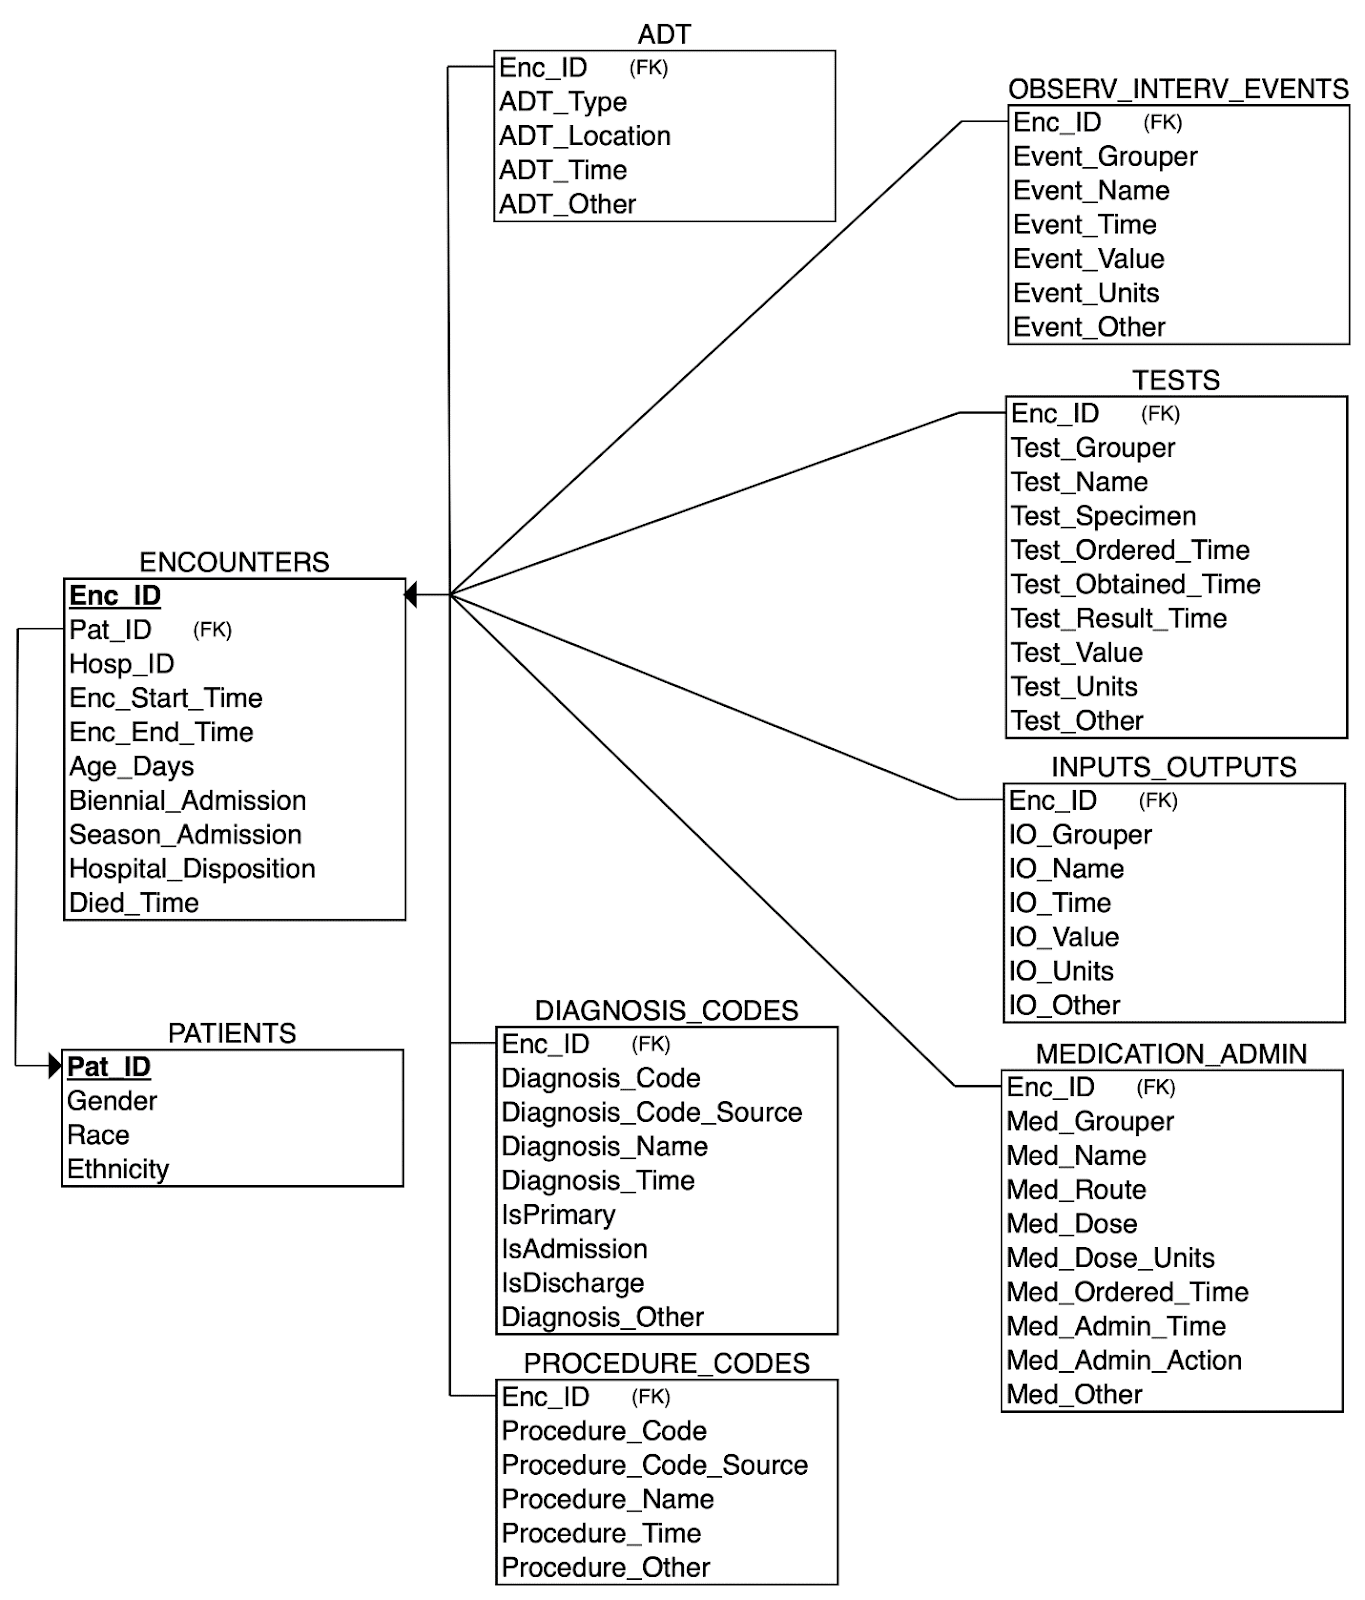 ADT
Enc_ID (FK)
ADT_Type
ADT_Location
ADT_Time
ADT_Other
OBSERV_INTERV_EVENTS
Enc_ID (FK)
Event_Grouper
Event_Name
Event_Time
Event_Value
Event_Units
Event_Other
TESTS
Enc_ID (FK)
Test_Grouper
Test_Name
Test_Specimen
Test_Ordered_Time
Test_Obtained_Time
Test_Result_Time
Test_Value
Test_Units
Test_Other
ENCOUNTERS
Enc_ID
Pat_ID (FK)
Hosp_ID
Enc_Start_Time
Enc_End_Time
Age_Days
Biennial_Admission
Season_Admission
Hospital_Disposition
Died_Time
INPUTS_OUTPUTS
Enc_ID (FK)
IO_Grouper
IO_Name
IO_Time
IO_Value
IO_Units
IO_Other
PATIENTS
Pat_ID
Gender
Race
Ethnicity
DIAGNOSIS_CODES
Enc_ID (FK)
Diagnosis_Code
Diagnosis_Code_Source
Diagnosis_Name
Diagnosis_Time
IsPrimary
IsAdmission
IsDischarge
Diagnosis_Other
MEDICATION_ADMIN
Enc_ID (FK)
Med_Grouper
Med_Name
Med_Route
Med_Dose
Med_Dose_Units
Med_Ordered_Time
Med_Admin_Time
Med_Admin_Action
Med_Other
PROCEDURE_CODES
Enc_ID (FK)
Procedure_Code
Procedure_Code_Source
Procedure_Name
Procedure_Time
Procedure_Other